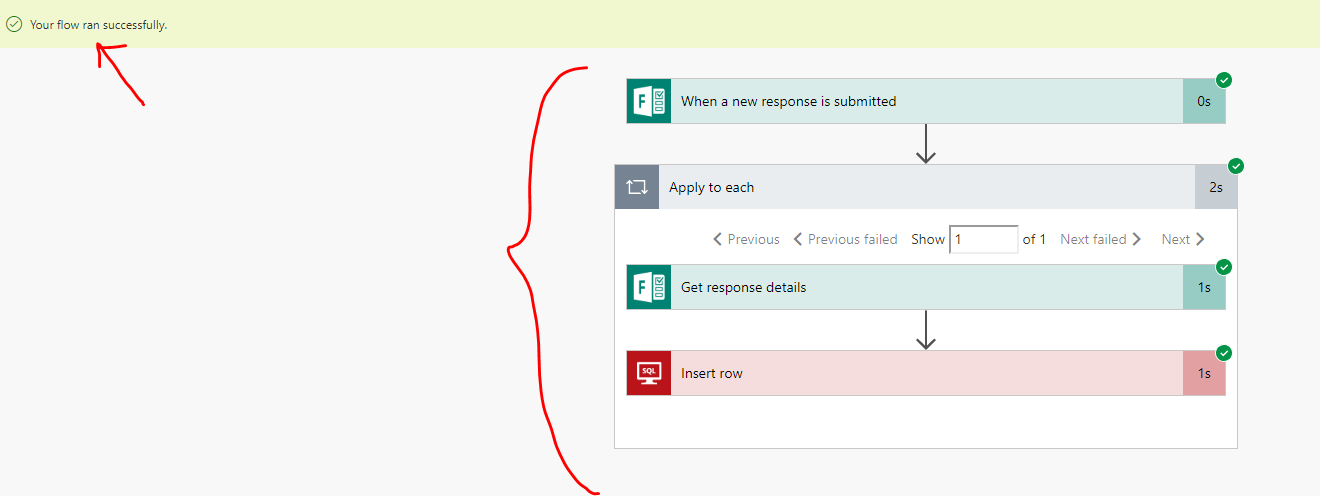 Your flow ran successfully.
F When a new response is submitted 0s
Apply to each 2s
Previous Previous failed Show 1 of 1 Next failed Next
F Get response details 1s
SQL Insert row 1s